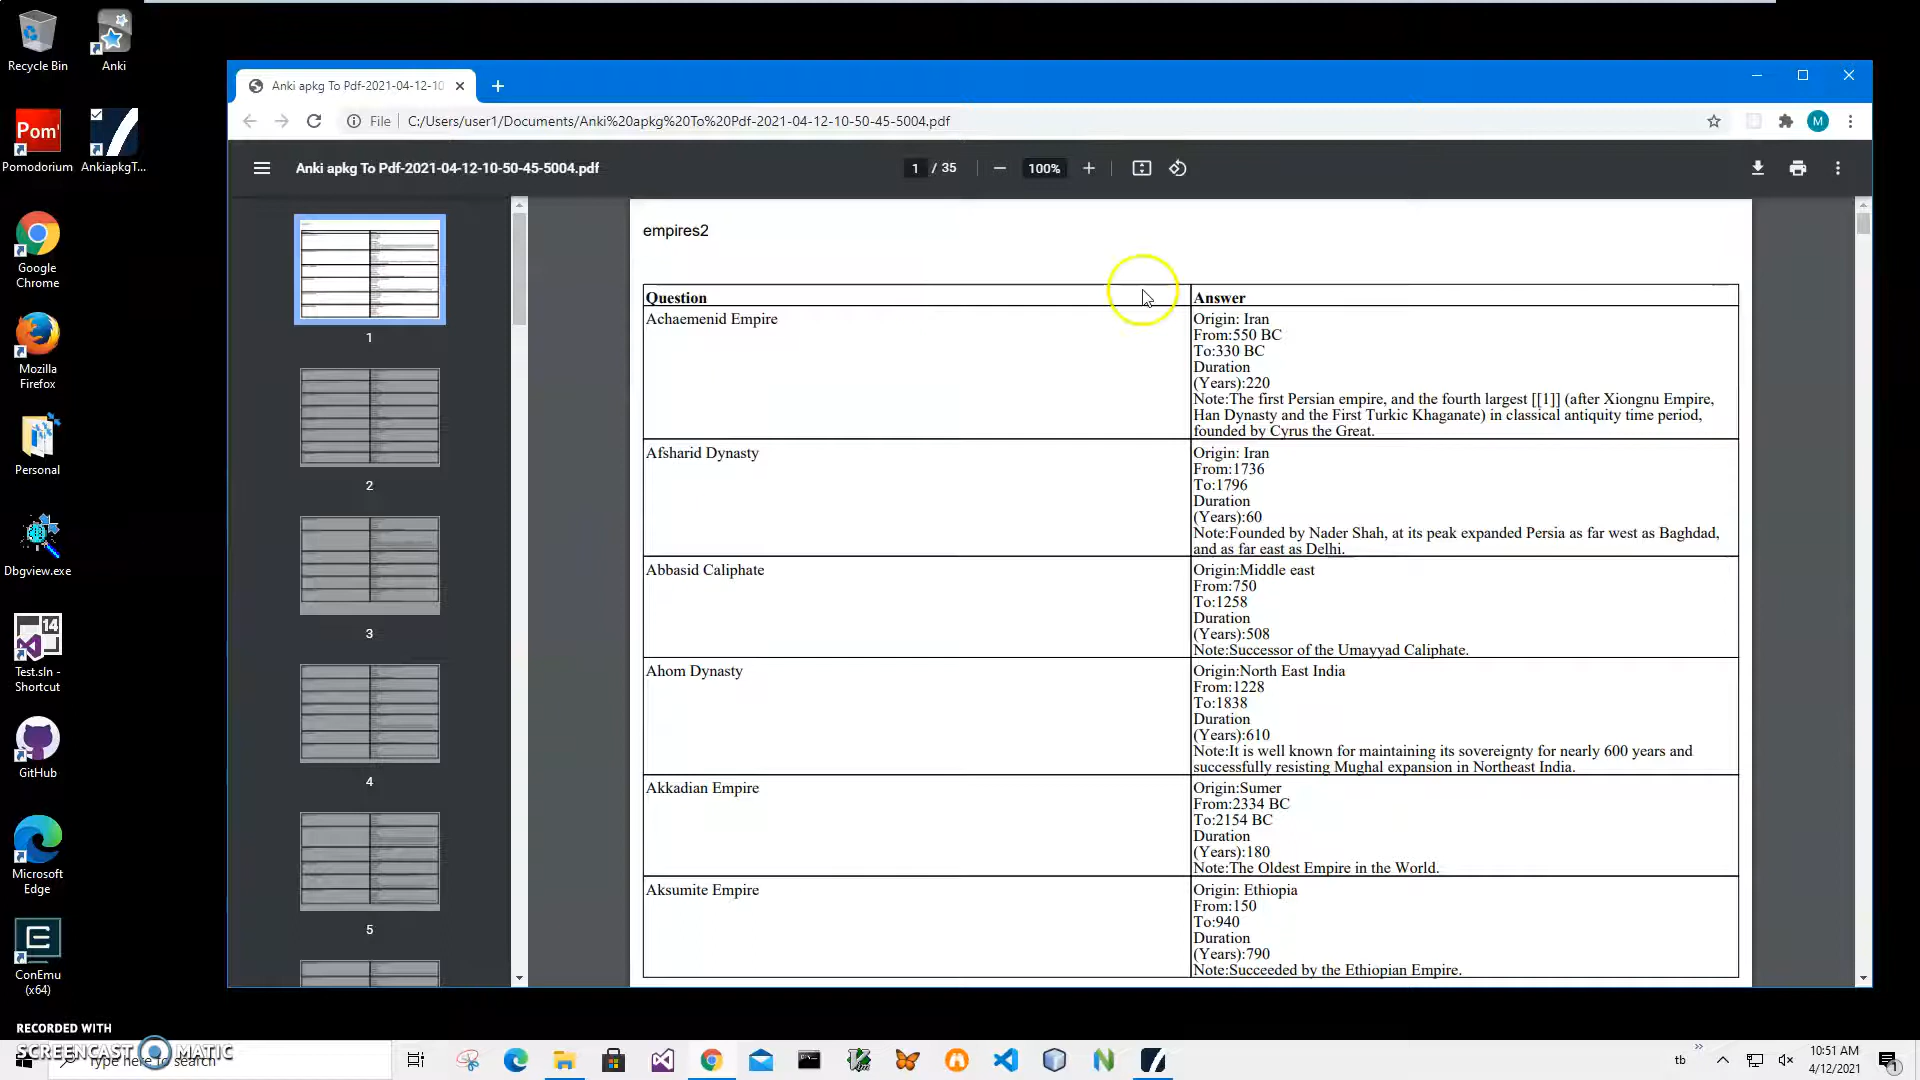 Recycle Bin
Anki
Pomodorium
AnkiapkgT...
Google
Chrome
Mozilla
Firefox
Personal
Dbgview.exe
14
Test.sln -
Shortcut
GitHub
Microsoft
Edge
ConEmu
(x64)
Pom'
Anki apkg To Pdf-2021-04-12-10
File
C:/Users/user1/Documents/Anki%20apkg%20To%20Pdf-2021-04-12-10-50-45-5004.pdf
M
Anki apkg To Pdf-2021-04-12-10-50-45-5004.pdf
1 / 35
100%
1
2
3
4
5
empires2
Question
Answer
Achaemenid Empire
Origin: Iran
From:550 BC
To:330 BC
Duration
(Years):220
Note:The first Persian empire, and the fourth largest [[1]] (after Xiongnu Empire,
Han Dynasty and the First Turkic Khaganate) in classical antiquity time period,
founded by Cyrus the Great.
Afsharid Dynasty
Origin: Iran
From:1736
To:1796
Duration
(Years):60
Note:Founded by Nader Shah, at its peak expanded Persia as far west as Baghdad,
and as far east as Delhi.
Abbasid Caliphate
Origin:Middle east
From:750
To:1258
Duration
(Years):508
Note:Successor of the Umayyad Caliphate.
Ahom Dynasty
Origin:North East India
From:1228
To:1838
Duration
(Years):610
Note:It is well known for maintaining its sovereignty for nearly 600 years and
successfully resisting Mughal expansion in Northeast India.
Akkadian Empire
Origin:Sumer
From:2334 BC
To:2154 BC
Duration
(Years):180
Note:The Oldest Empire in the World.
Aksumite Empire
Origin: Ethiopia
From:150
To:940
Duration
(Years):790
Note:Succeeded by the Ethiopian Empire.
RECORDED WITH
SCREENCAST MATIC
Type here to search
tb
10:51 AM
4/12/2021
1